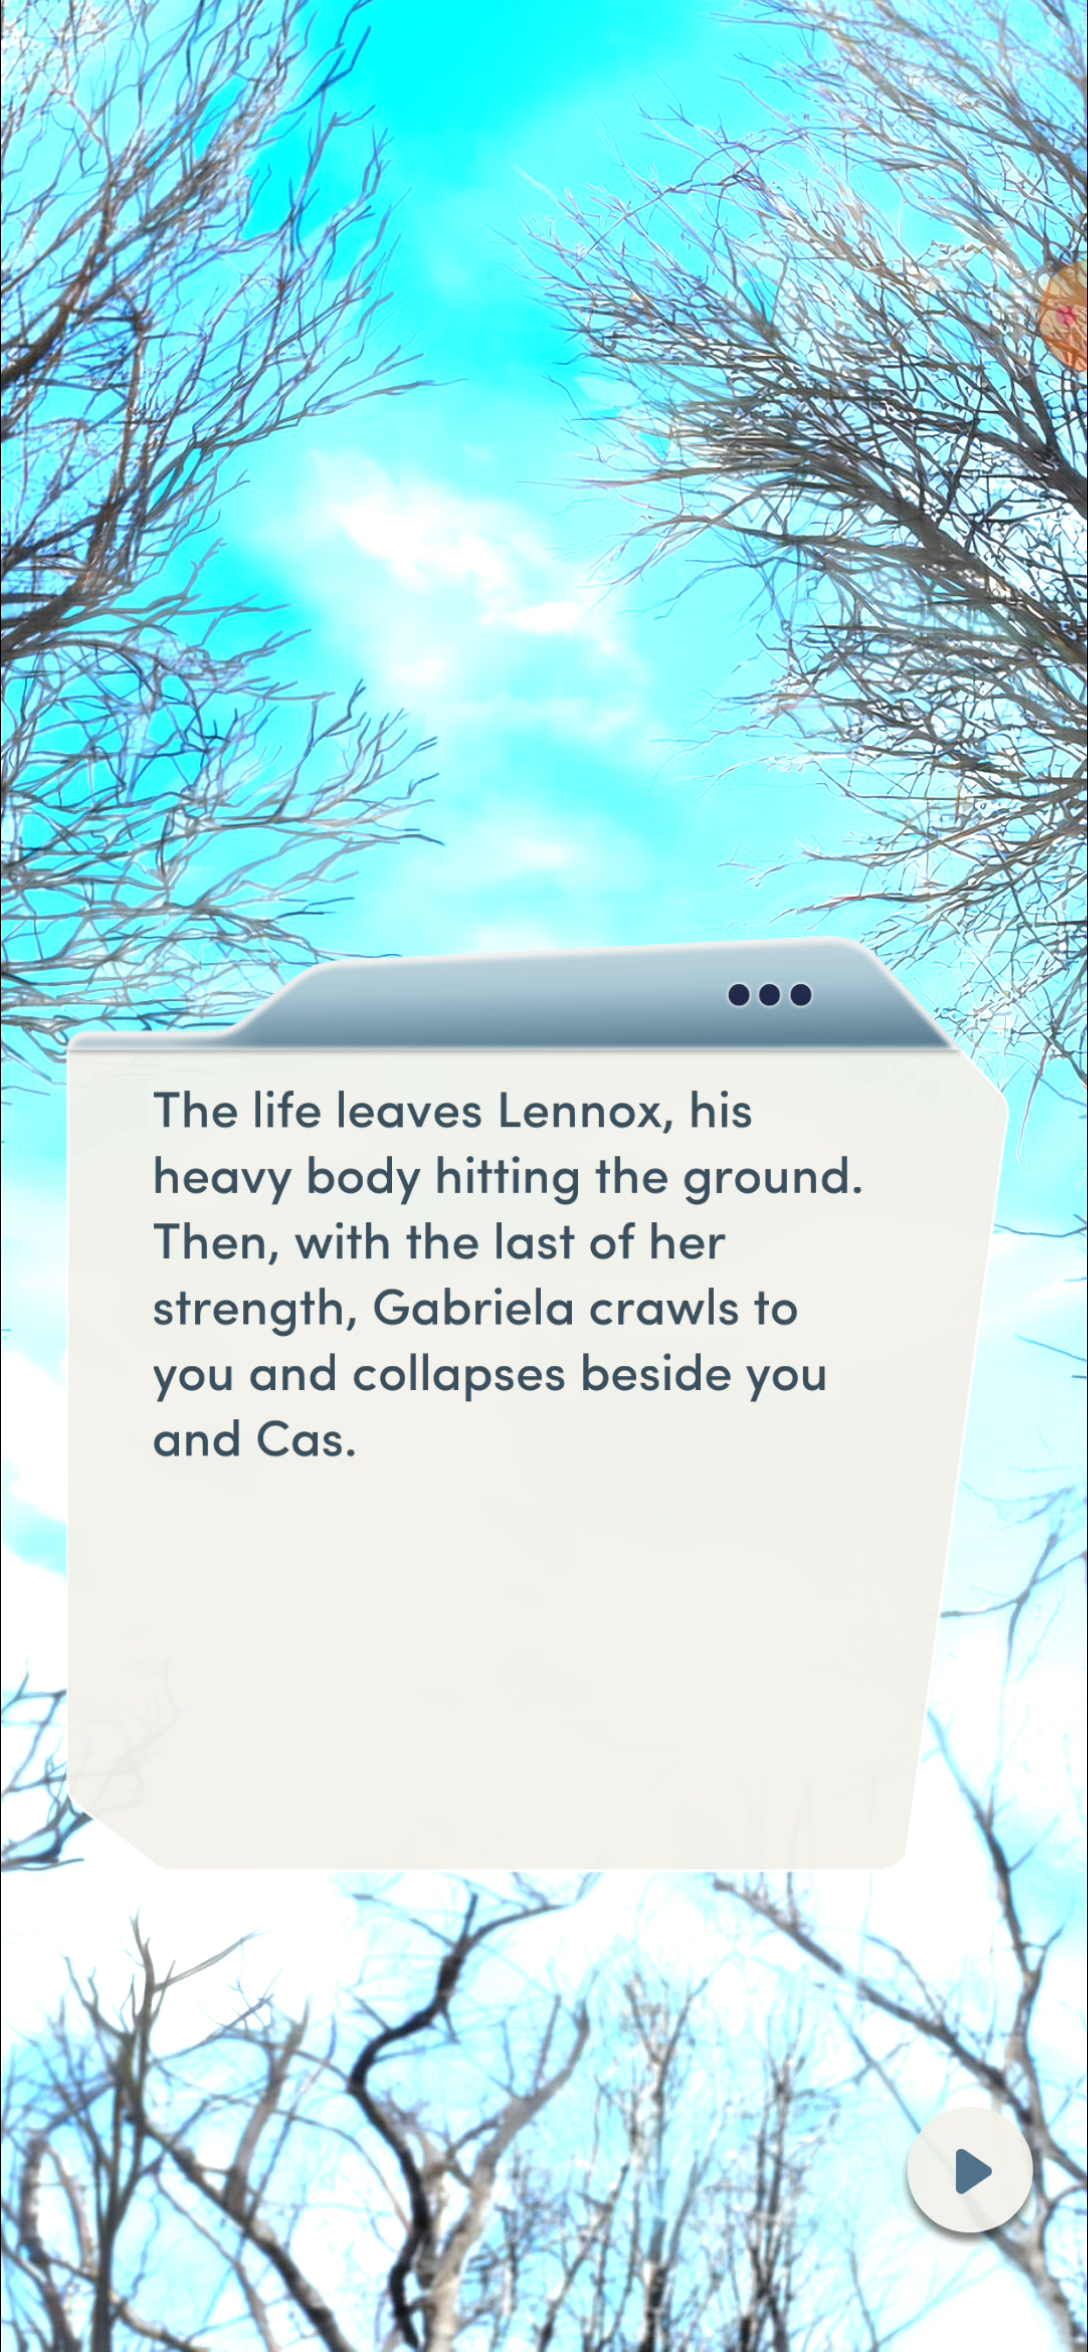 The life leaves Lennox, his
heavy body hitting the ground.
Then, with the last of her
strength, Gabriela crawls to
you and collapses beside you
and Cas.